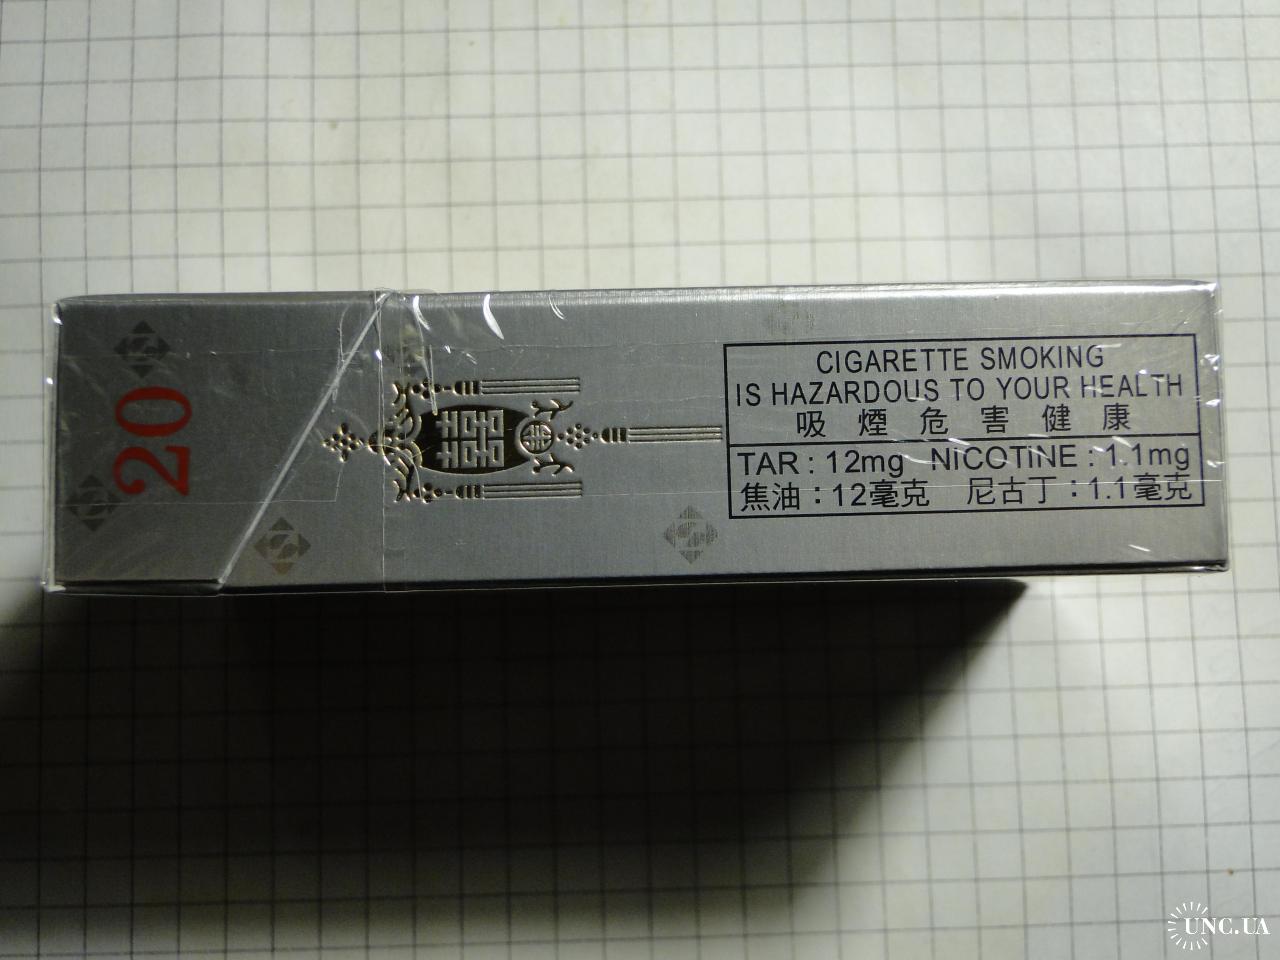 20
囍
CIGARETTE SMOKING
IS HAZARDOUS TO YOUR HEALTH
吸煙危害健康
TAR : 12mg NICOTINE : 1.1mg
焦油：12毫克 尼古丁：1.1毫克
UNC.UA